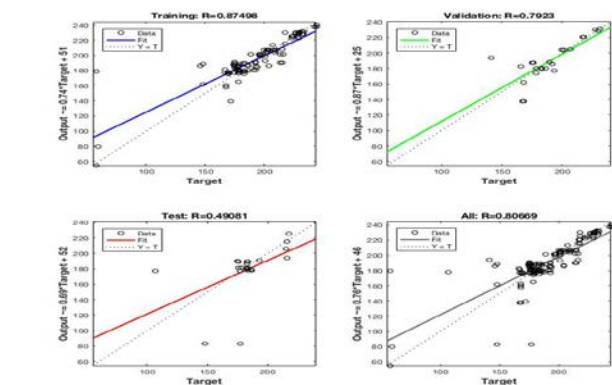 Training: R=0.87498
Output ~= 0.74*Target + 51
240
220
200
180
160
140
120
100
80
60
Data
Fit
Y = T
100
150
200
Target
Validation: R=0.7923
Output ~= 0.87*Target + 25
240
220
200
180
160
140
120
100
80
60
Data
Fit
Y = T
100
150
200
Target
Test: R=0.49081
Output ~= 0.69*Target + 52
240
220
200
180
160
140
120
100
80
60
Data
Fit
Y = T
100
150
200
Target
All: R=0.80669
Output ~= 0.76*Target + 46
240
220
200
180
160
140
120
100
80
60
Data
Fit
Y = T
100
150
200
Target